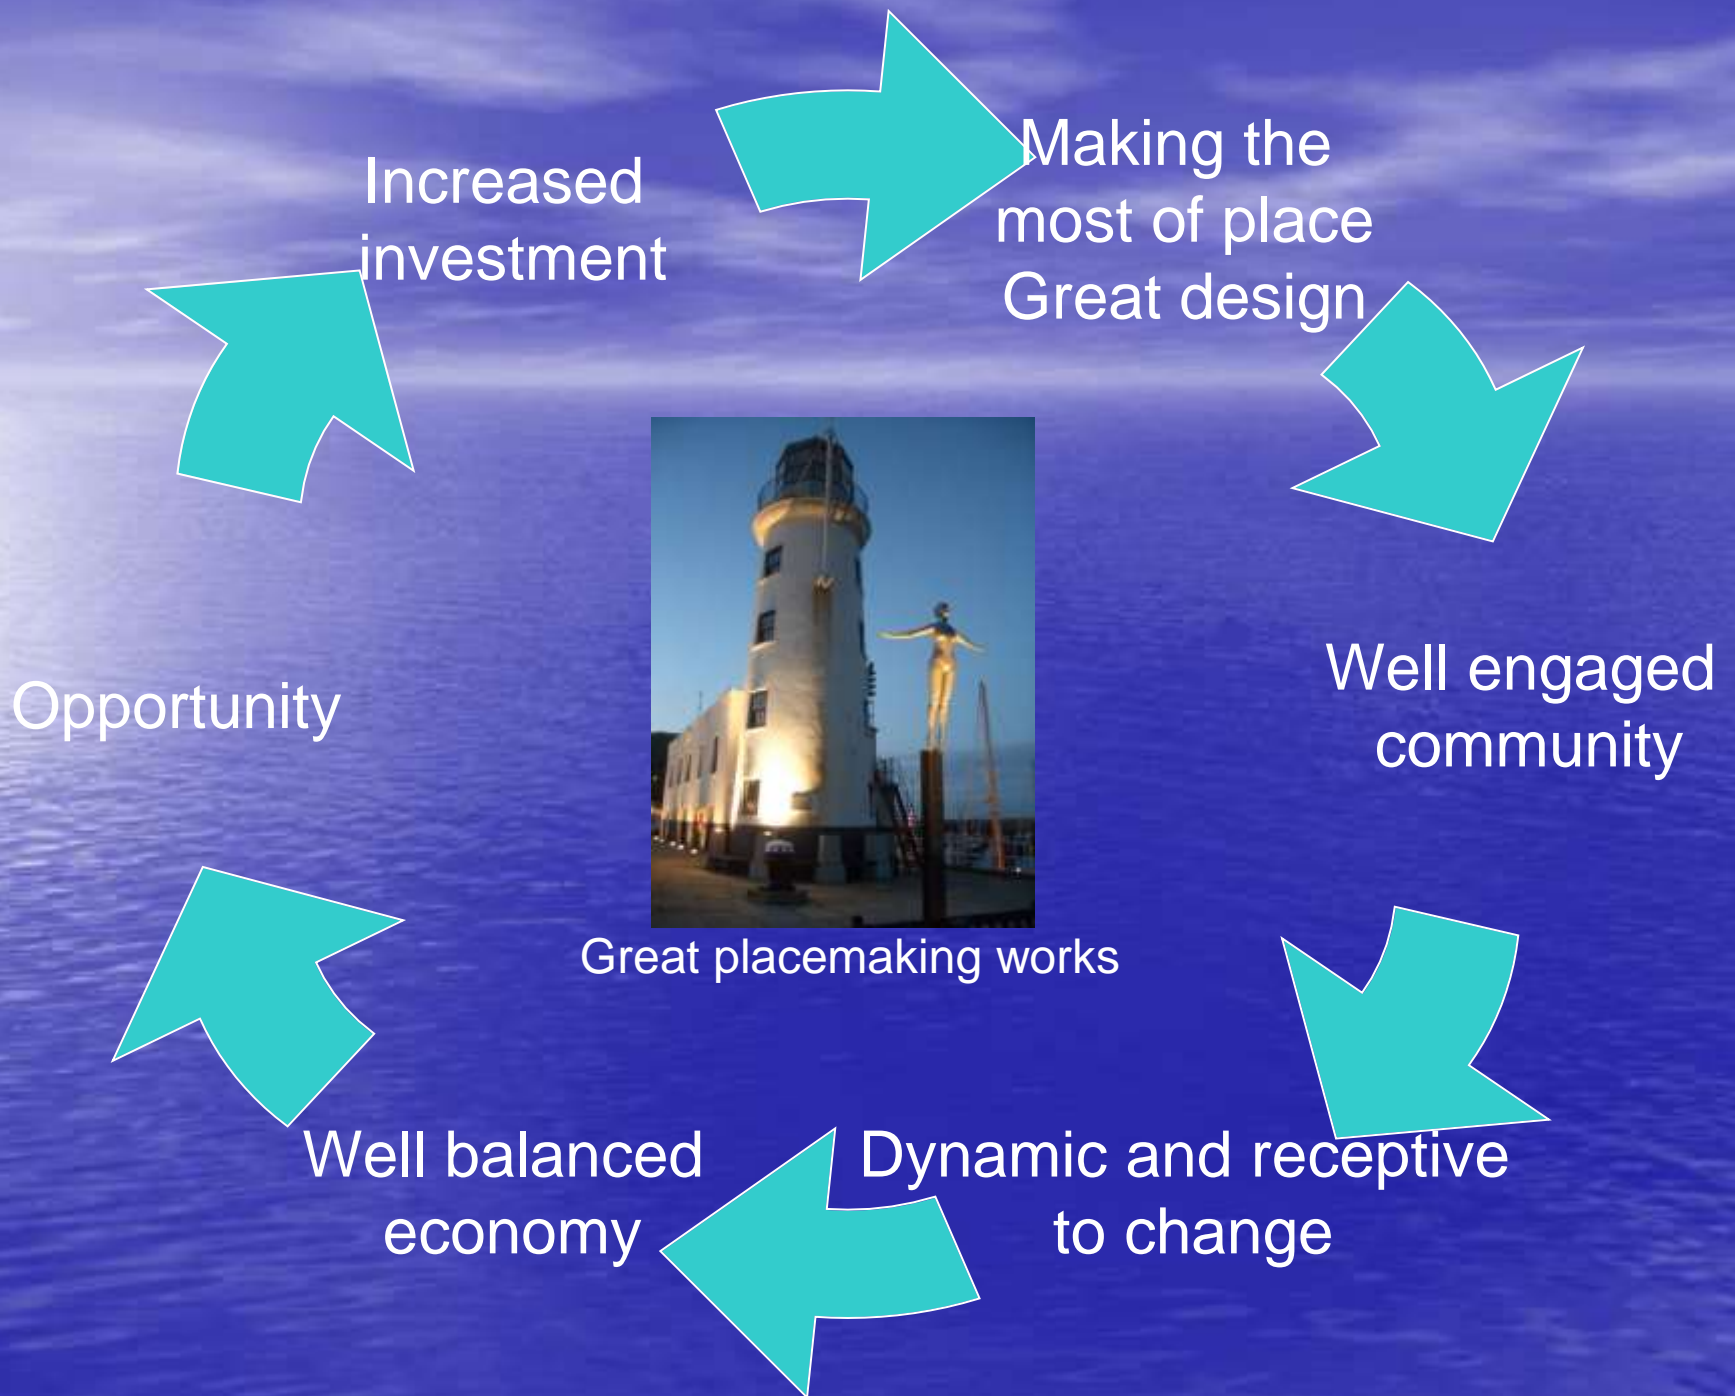 Increased
investment
Making the
most of place
Great design
Well engaged
community
Dynamic and receptive
to change
Well balanced
economy
Opportunity
Great placemaking works